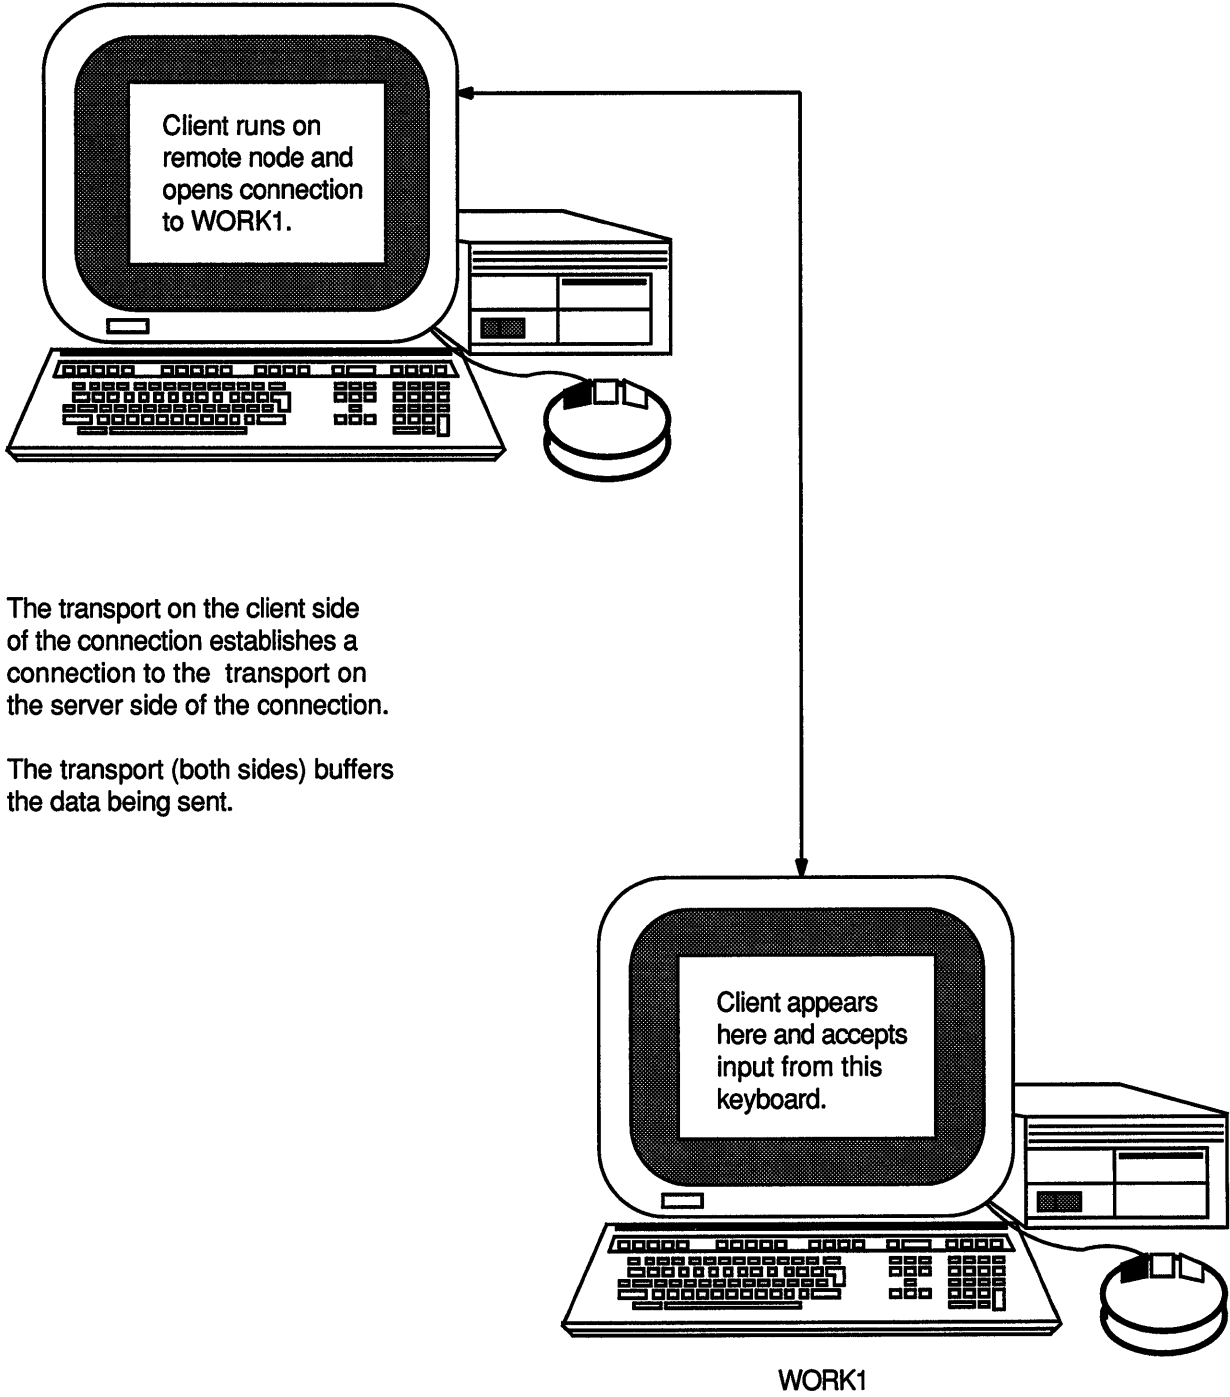 Client runs on
remote node and
opens connection
to WORK1.
The transport on the client side
of the connection establishes a
connection to the transport on
the server side of the connection.
The transport (both sides) buffers
the data being sent.
Client appears
here and accepts
input from this
keyboard.
WORK1